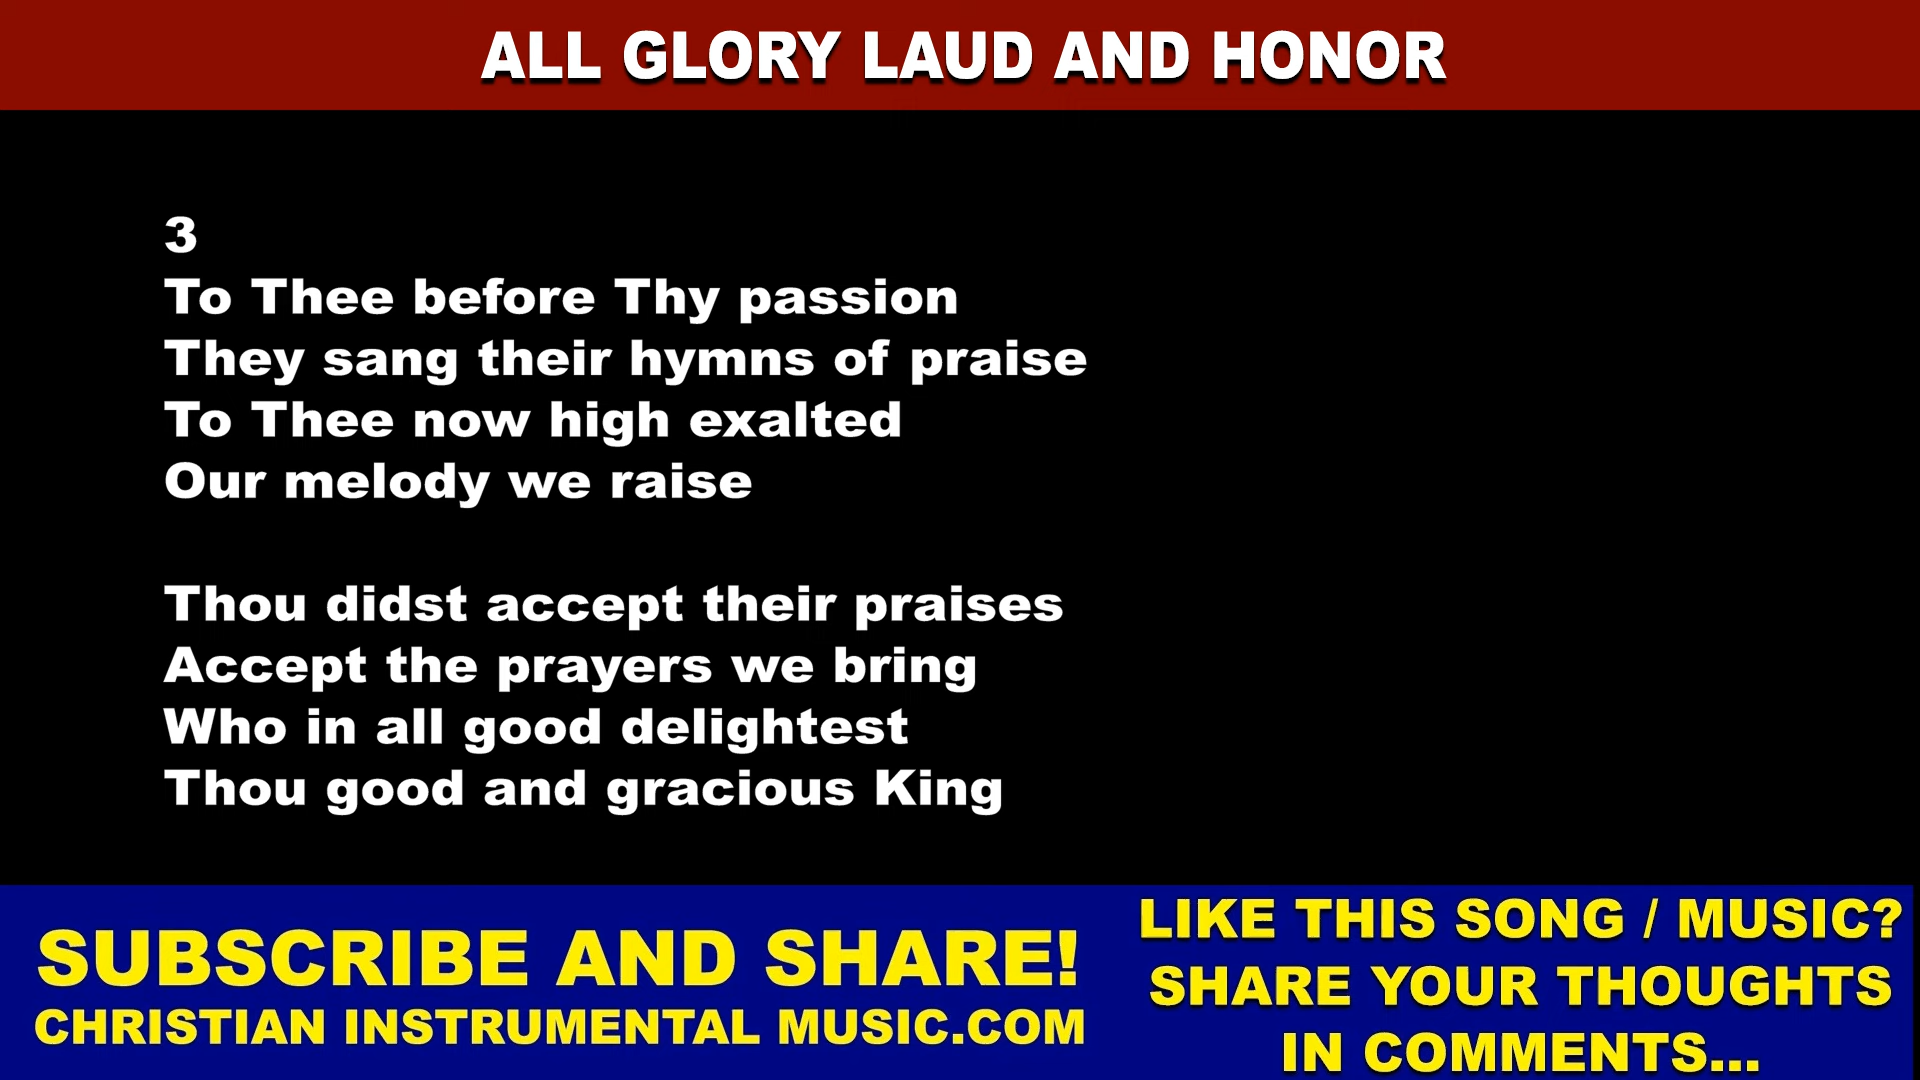 ALL GLORY LAUD AND HONOR
3
To Thee before Thy passion
They sang their hymns of praise
To Thee now high exalted
Our melody we raise
Thou didst accept their praises
Accept the prayers we bring
Who in all good delightest
Thou good and gracious King
SUBSCRIBE AND SHARE!
CHRISTIAN INSTRUMENTAL MUSIC.COM
LIKE THIS SONG / MUSIC?
SHARE YOUR THOUGHTS
IN COMMENTS...